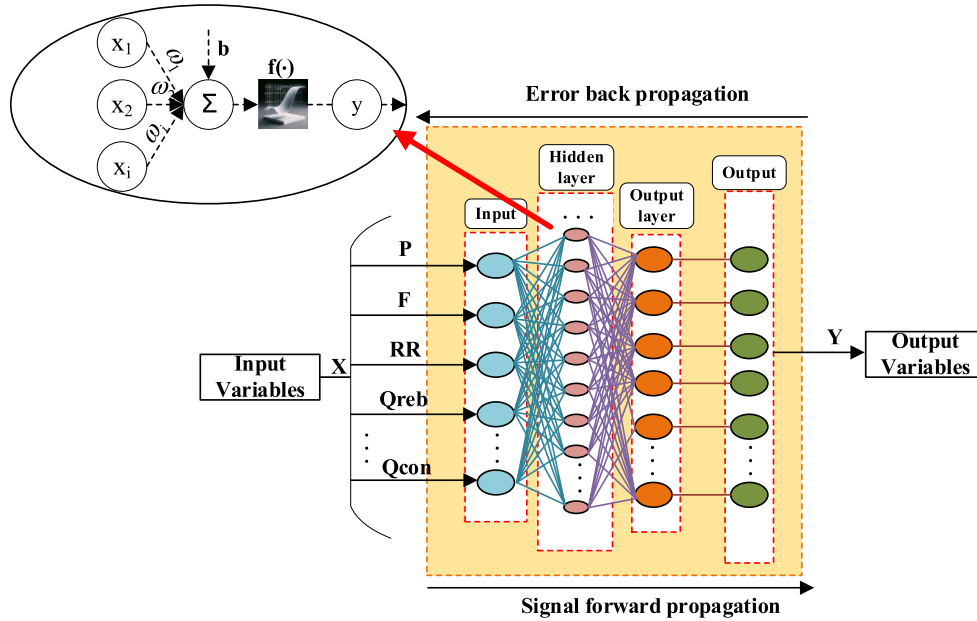 x1
x2
xi
ω1
ω2
ωi
b
Σ
f(·)
y
Error back propagation
Hidden
layer
Output
Input
Output
layer
P
F
RR
Qreb
Qcon
X
Input
Variables
Y
Output
Variables
Signal forward propagation